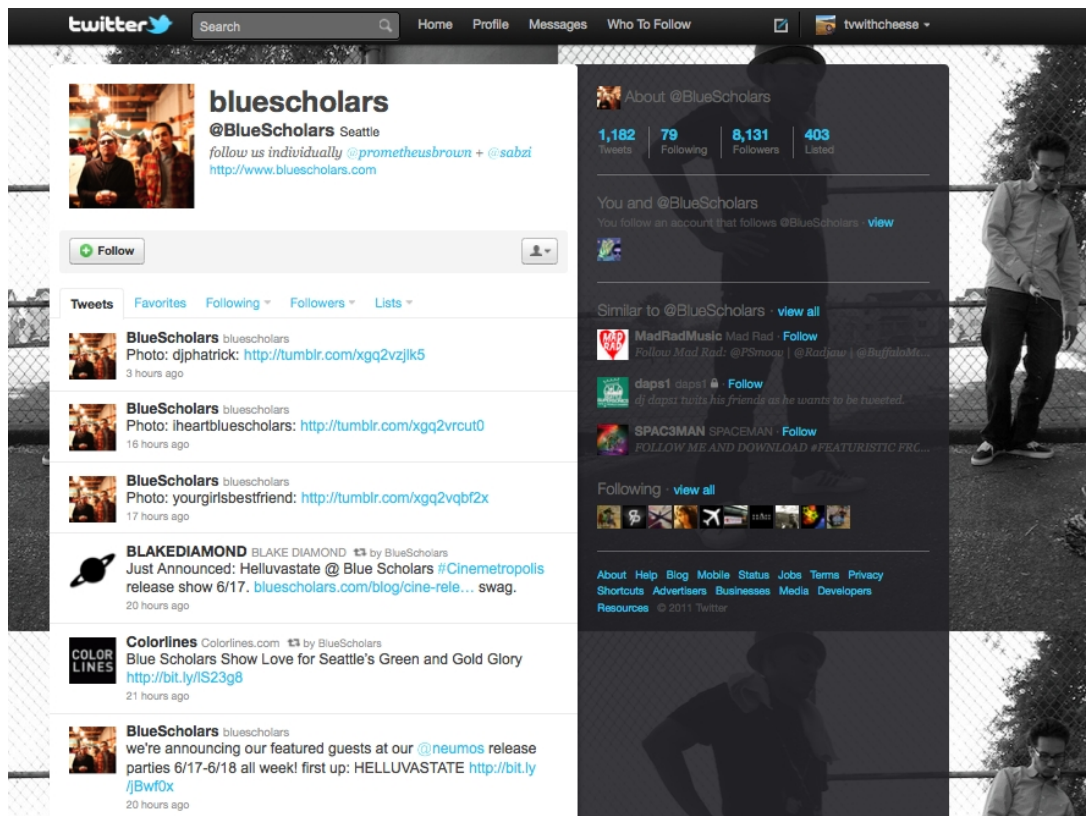 twitter
Search
Home
Profile
Messages
Who To Follow
tvwithcheese
bluescholars
@BlueScholars Seattle
follow us individually @prometheusbrown + @sabzi
http://www.bluescholars.com
Follow
Tweets
Favorites
Following
Followers
Lists
BlueScholars bluescholars
Photo: djphatrick: http://tumblr.com/xgq2vzjlk5
3 hours ago
BlueScholars bluescholars
Photo: iheartbluescholars: http://tumblr.com/xgq2vrcut0
16 hours ago
BlueScholars bluescholars
Photo: yourgirlsbestfriend: http://tumblr.com/xgq2vqbf2x
17 hours ago
BLAKEDIAMOND BLAKE DIAMOND by BlueScholars
Just Announced: Helluvastate @ Blue Scholars #Cinemetropolis
release show 6/17. bluescholars.com/blog/cine-rele… swag.
20 hours ago
COLOR
LINES
Colorlines Colorlines.com by BlueScholars
Blue Scholars Show Love for Seattle's Green and Gold Glory
http://bit.ly/lS23g8
21 hours ago
BlueScholars bluescholars
we're announcing our featured guests at our @neumos release
parties 6/17-6/18 all week! first up: HELLUVASTATE http://bit.ly
/jBwf0x
20 hours ago
About @BlueScholars
1,182 79 8,131 403
Tweets Following Followers Listed
You and @BlueScholars
You follow an account that follows @BlueScholars · view
Similar to @BlueScholars · view all
MAD
RAD
MadRadMusic Mad Rad · Follow
Follow Mad Rad: @PSmoov | @Radjaw | @BuffaloM...
SUPERSONICS
daps1 daps1 · Follow
dj daps1 twits his friends as he wants to be tweeted.
SPAC3MAN SPACEMAN · Follow
FOLLOW ME AND DOWNLOAD #FEATURISTIC FRC...
Following · view all
About Help Blog Mobile Status Jobs Terms Privacy
Shortcuts Advertisers Businesses Media Developers
Resources © 2011 Twitter